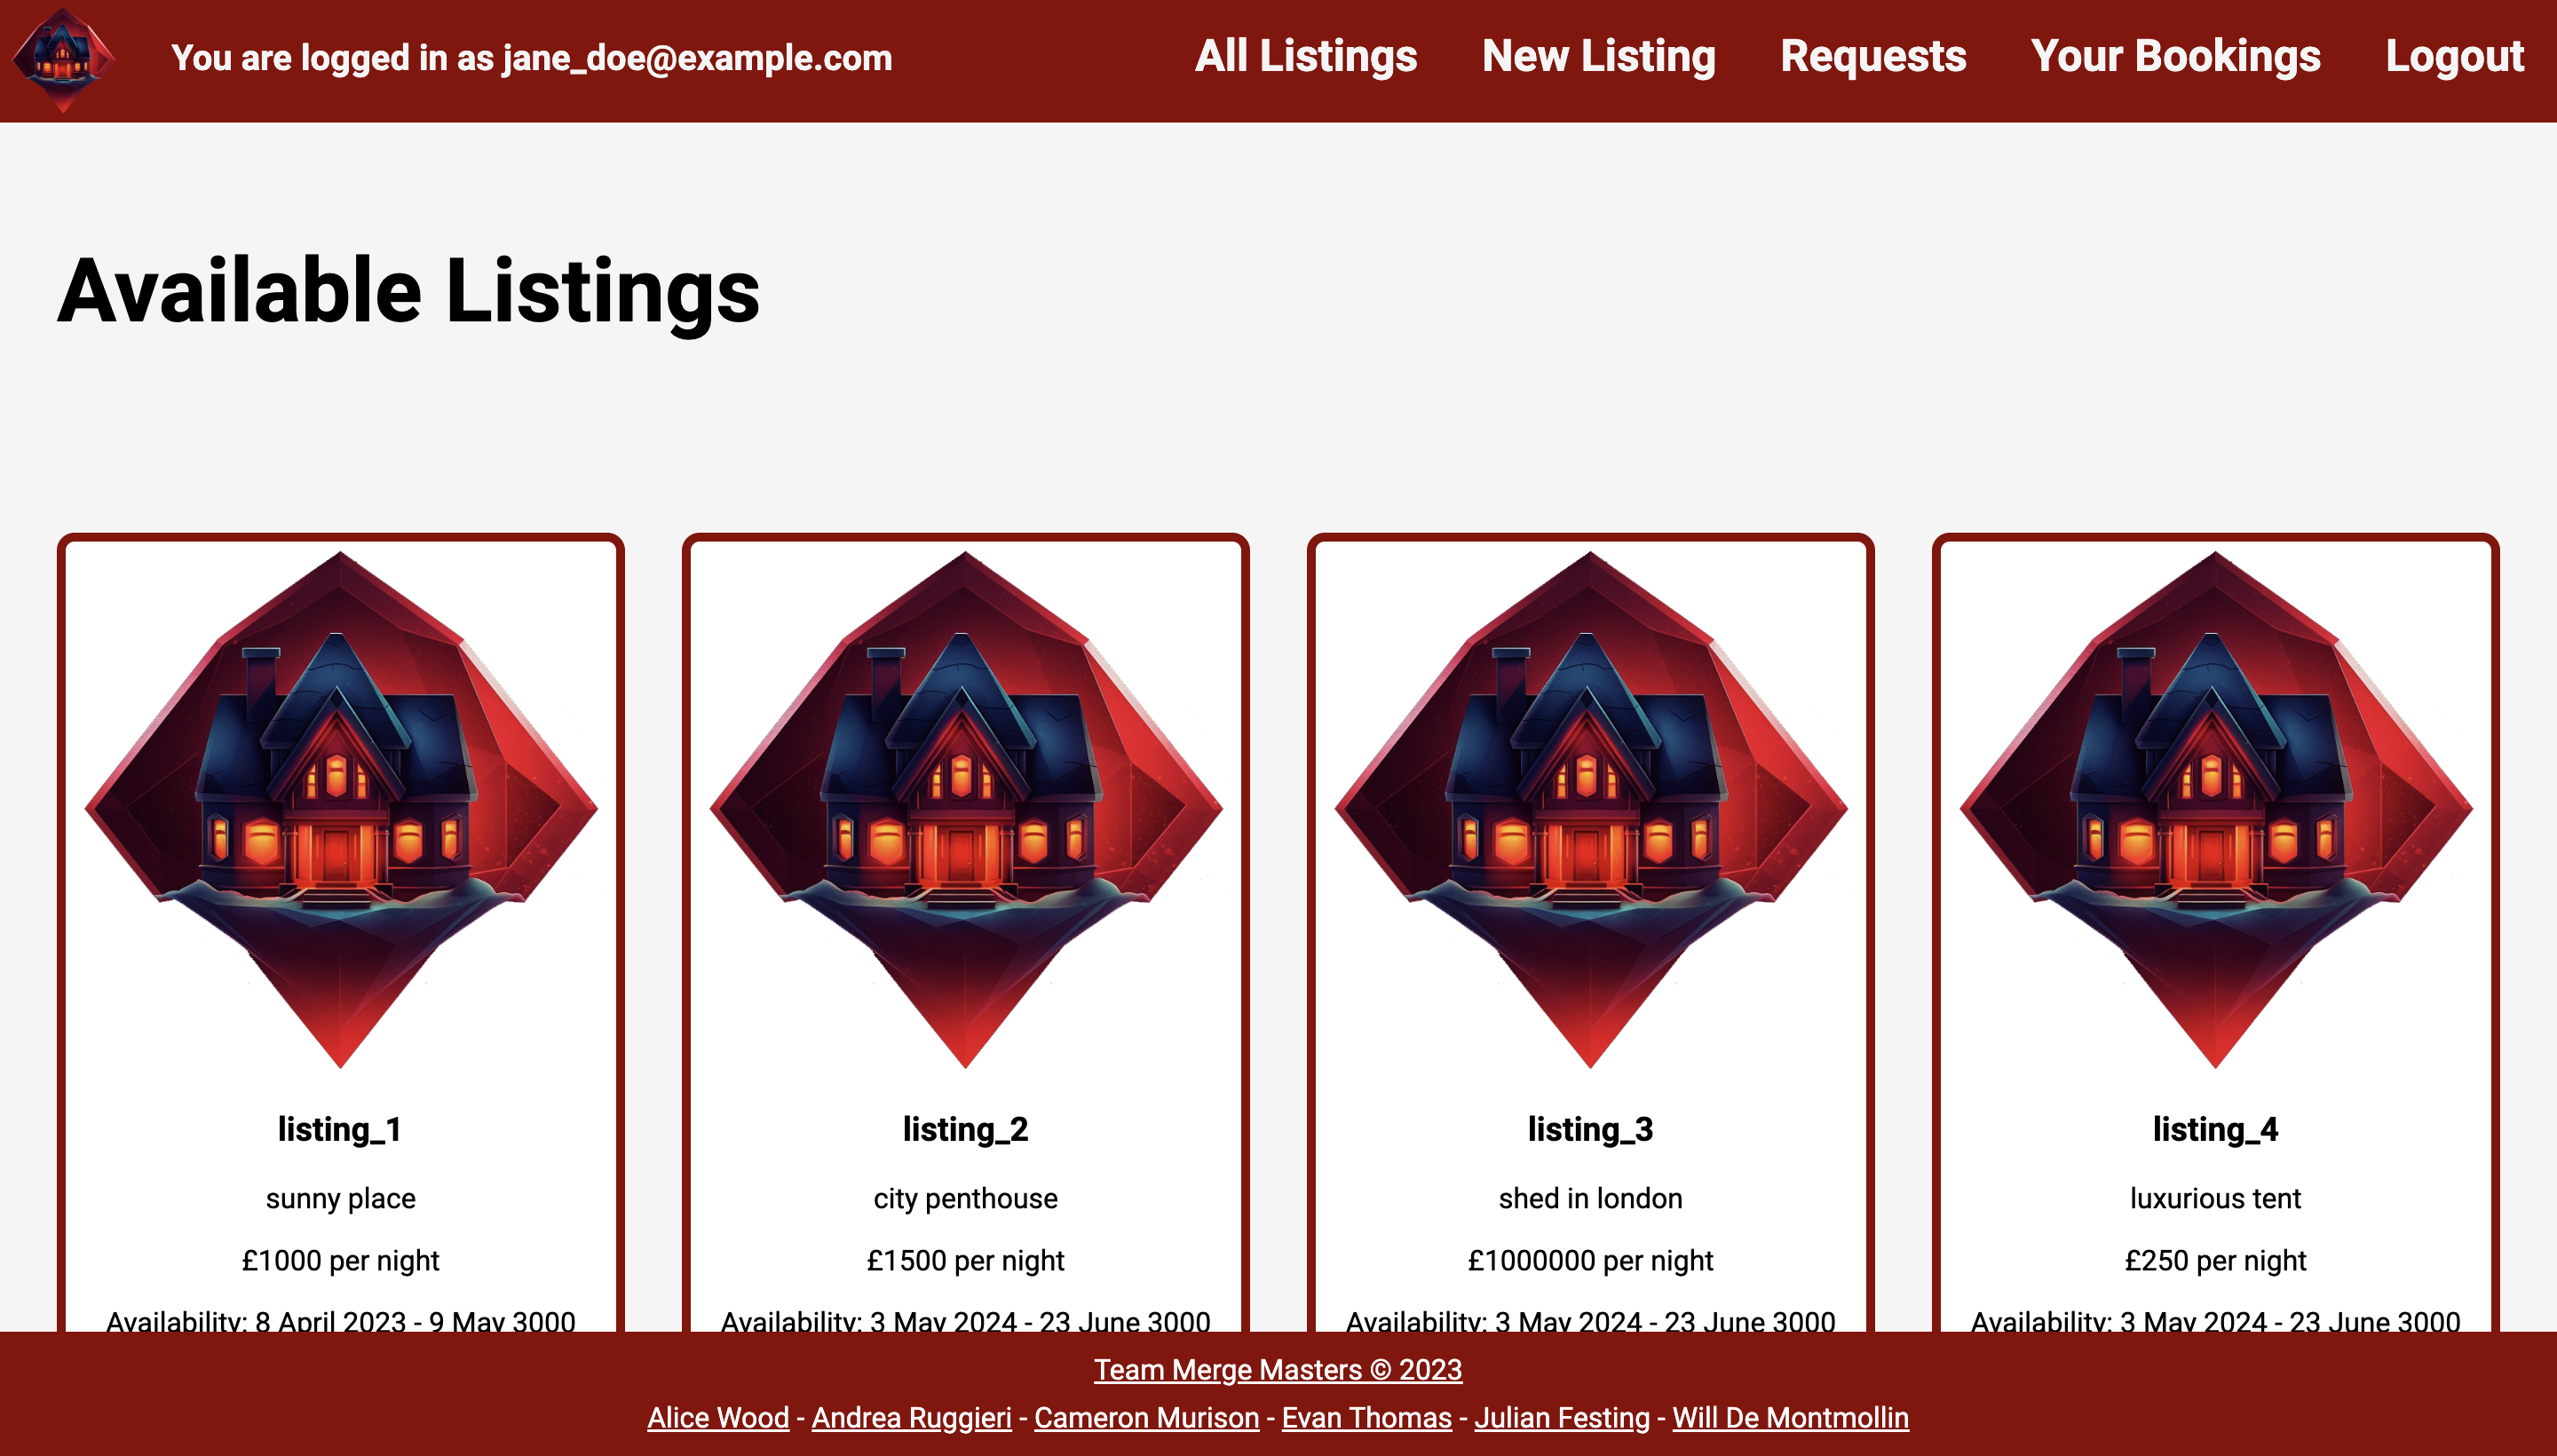 You are logged in as jane_doe@example.com
All Listings
New Listing
Requests
Your Bookings
Logout
Available Listings
listing_1
sunny place
£1000 per night
Availability: 8 April 2023 - 9 May 3000
listing_2
city penthouse
£1500 per night
Availability: 3 May 2024 - 23 June 3000
listing_3
shed in london
£1000000 per night
Availability: 3 May 2024 - 23 June 3000
listing_4
luxurious tent
£250 per night
Availability: 3 May 2024 - 23 June 3000
Team Merge Masters © 2023
Alice Wood - Andrea Ruggieri - Cameron Murison - Evan Thomas - Julian Festing - Will De Montmollin